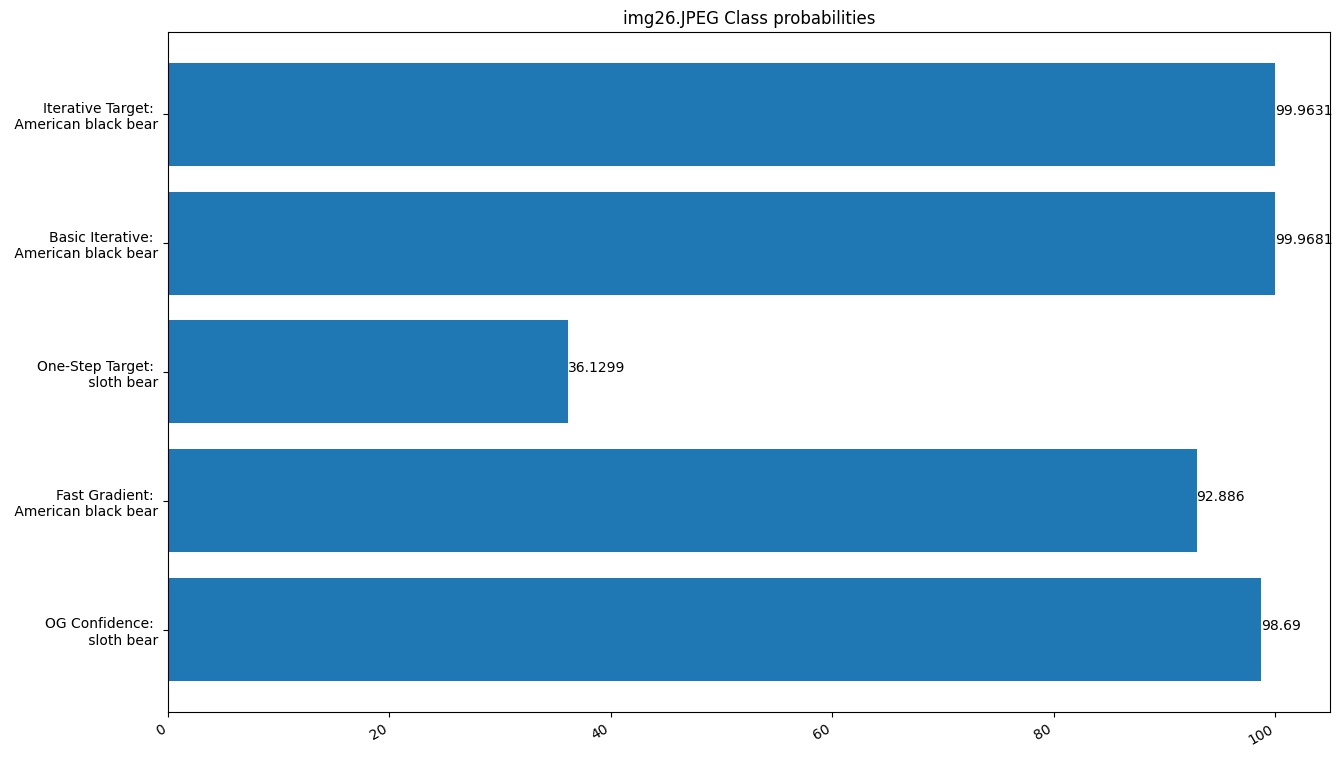 img26.JPEG Class probabilities
Iterative Target:
American black bear
99.9631
Basic Iterative:
American black bear
99.9681
One-Step Target:
sloth bear
36.1299
Fast Gradient:
American black bear
92.886
OG Confidence:
sloth bear
98.69
0
20
40
60
80
100